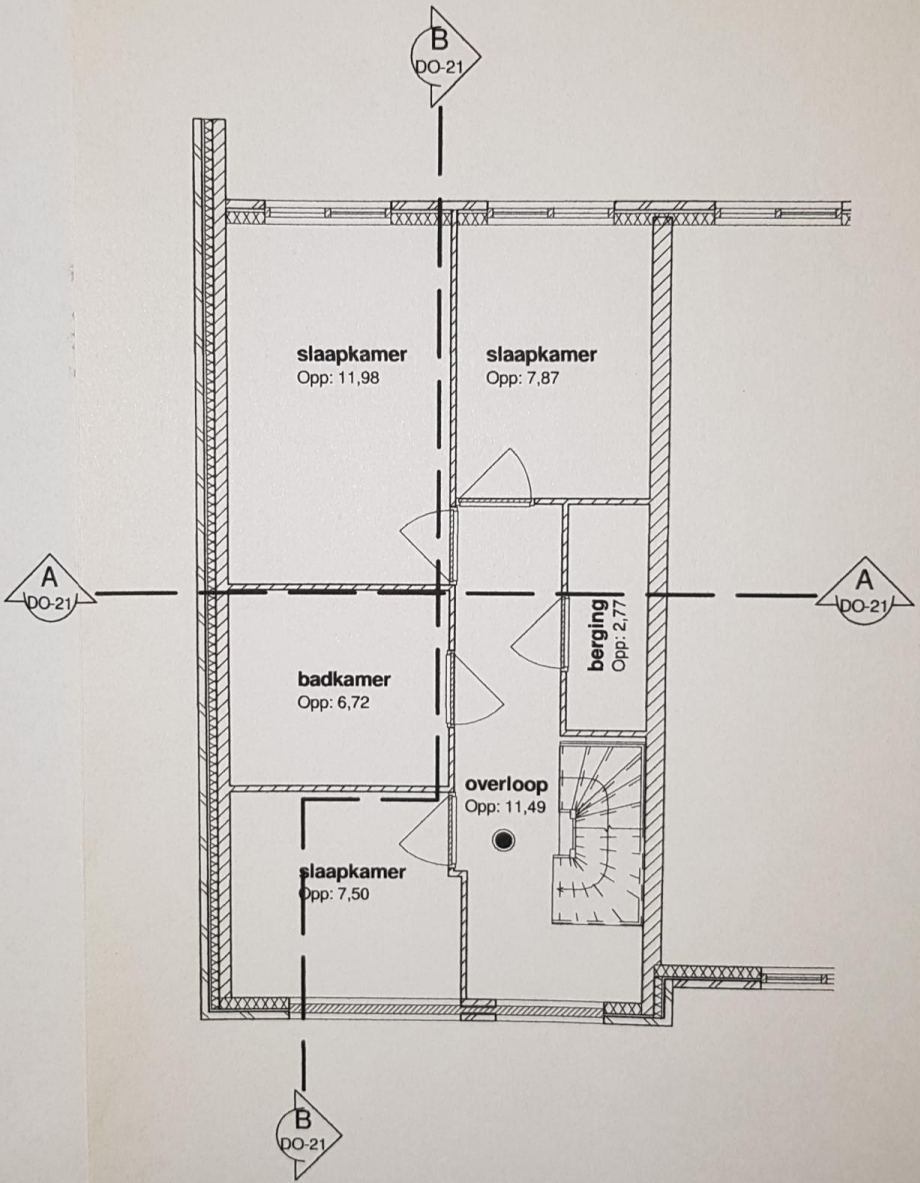 B
DO-21
slaapkamer
Opp: 11,98
slaapkamer
Opp: 7,87
A
DO-21
A
DO-21
berging
Opp: 2,77
badkamer
Opp: 6,72
overloop
Opp: 11,49
slaapkamer
Opp: 7,50
B
DO-21